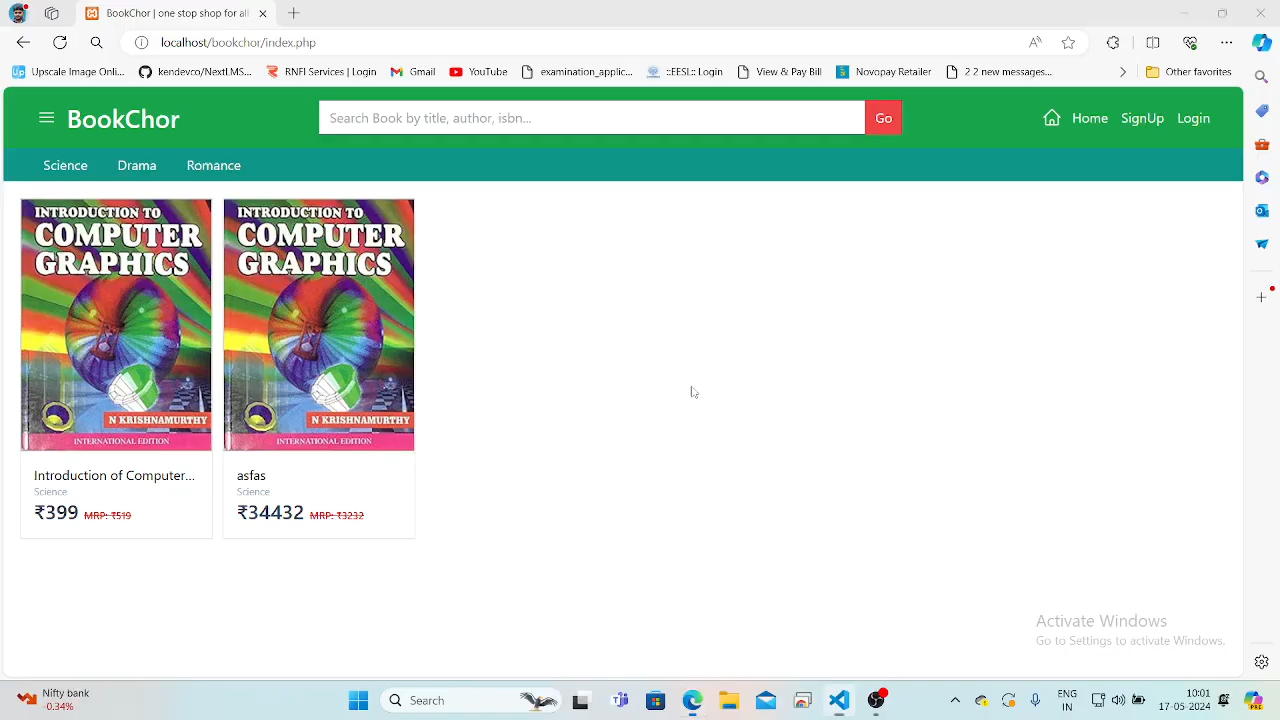 BookChor | one stop for all
localhost/bookchor/index.php
Upscale Image Onl...
kendooro/NextLMS...
RNFI Services | Login
Gmail
YouTube
examination_applic...
::EESL:: Login
View & Pay Bill
Novopay Retailer
2 2 new messages...
Other favorites
BookChor
Search Book by title, author, isbn...
Go
Home
SignUp
Login
Science
Drama
Romance
INTRODUCTION TO
COMPUTER
GRAPHICS
N KRISHNAMURTHY
INTERNATIONAL EDITION
Introduction of Computer...
Science
₹399 MRP: ₹519
INTRODUCTION TO
COMPUTER
GRAPHICS
N KRISHNAMURTHY
INTERNATIONAL EDITION
asfas
Science
₹34432 MRP: ₹3232
Activate Windows
Go to Settings to activate Windows.
Nifty bank
-0.34%
Search
ENG
IN
10:01
17-05-2024
PRE